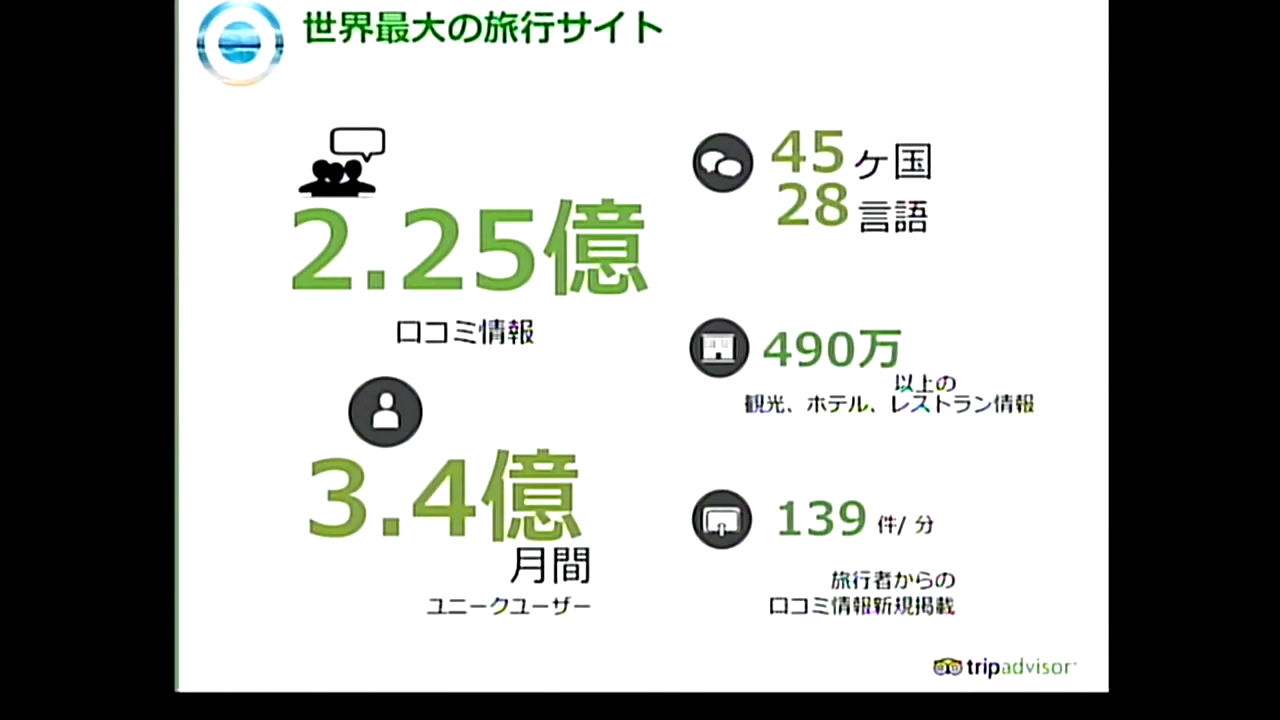 世界最大の旅行サイト
2.25億
口コミ情報
3.4億
月間
ユニークユーザー
45ヶ国
28言語
490万
以上の
観光、ホテル、レストラン情報
139 件/ 分
旅行者からの
口コミ情報新規掲載
tripadvisor